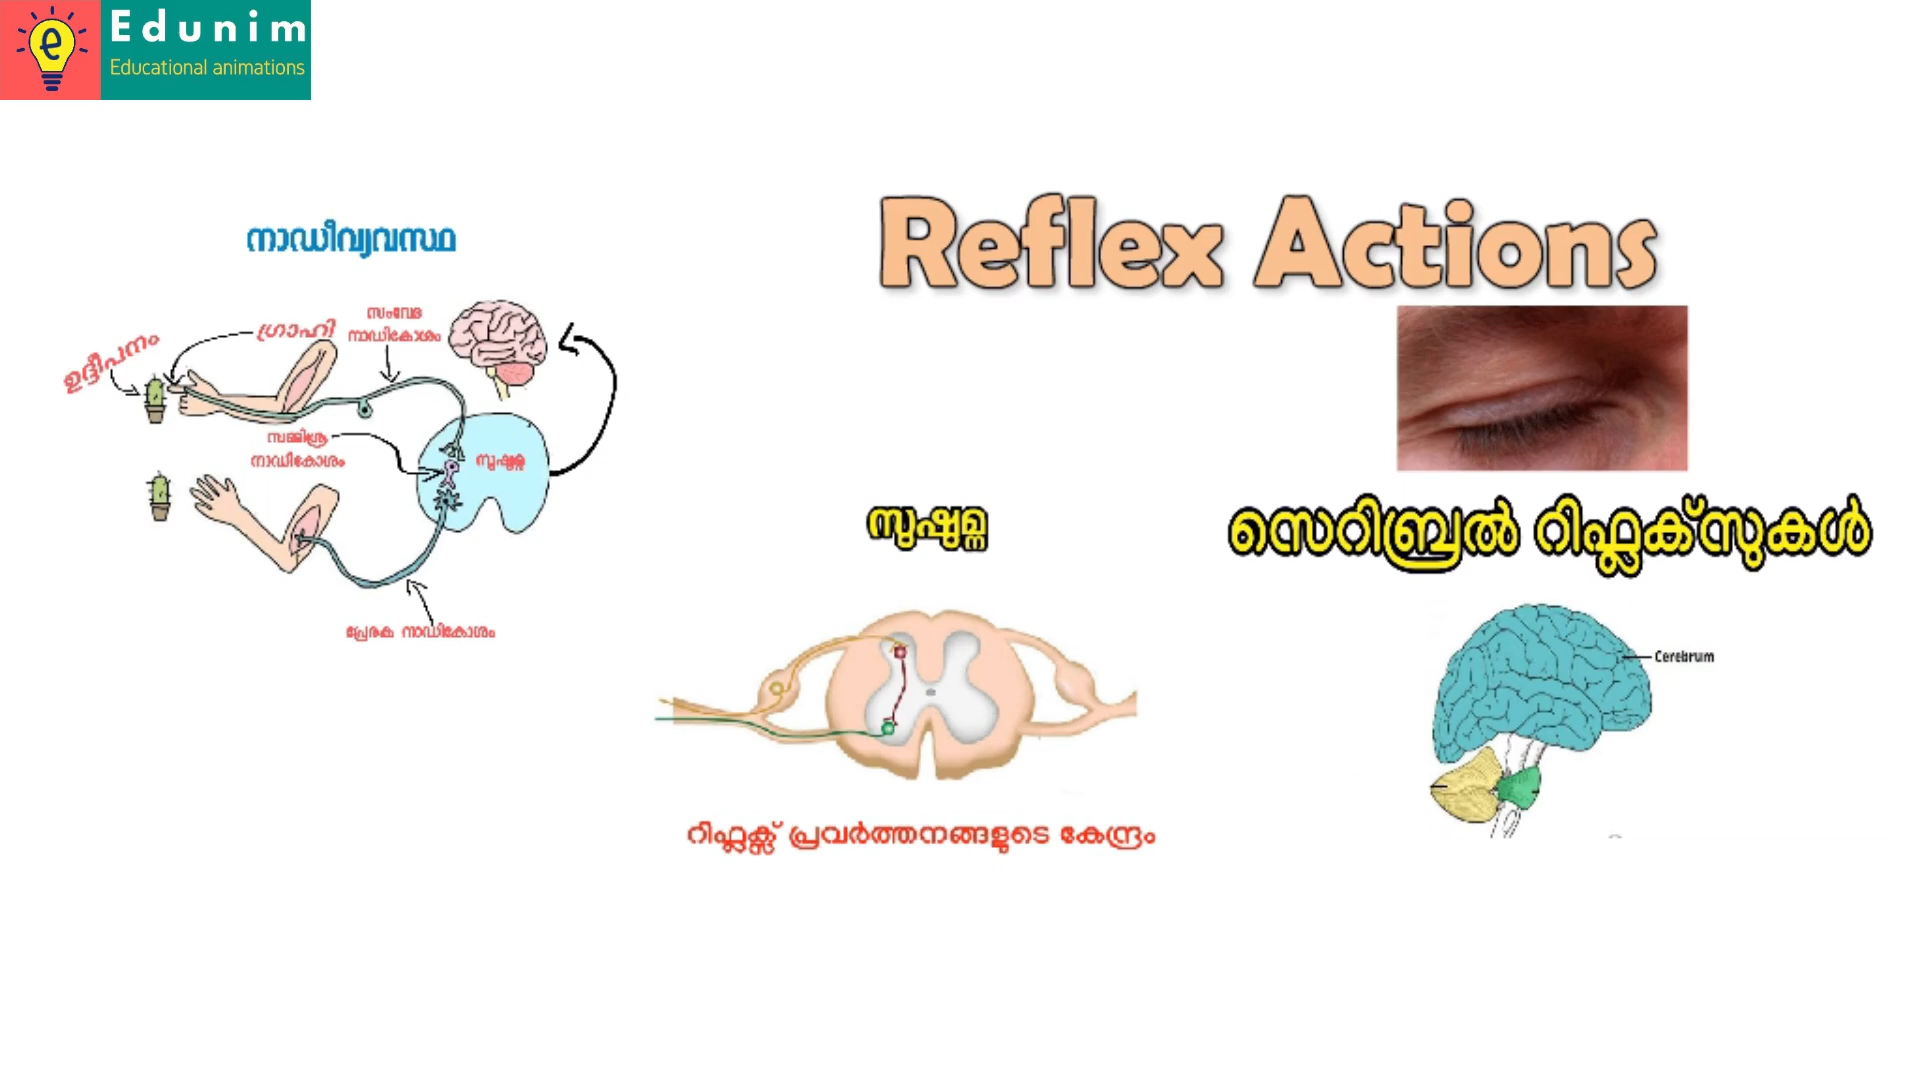 Edunim
Educational animations
നാഡീവ്യവസ്ഥ
Reflex Actions
ഉദ്ദീപനം
ഗ്രാഹി
സംവേദ
നാഡികോശം
സമ്മിശ്ര
നാഡികോശം
സുഷുമ്ന
പ്രേരക നാഡികോശം
സുഷുമ്ന
സെറിബ്രൽ റിഫ്ലക്സുകൾ
Cerebrum
റിഫ്ലക്സ് പ്രവർത്തനങ്ങളുടെ കേന്ദ്രം